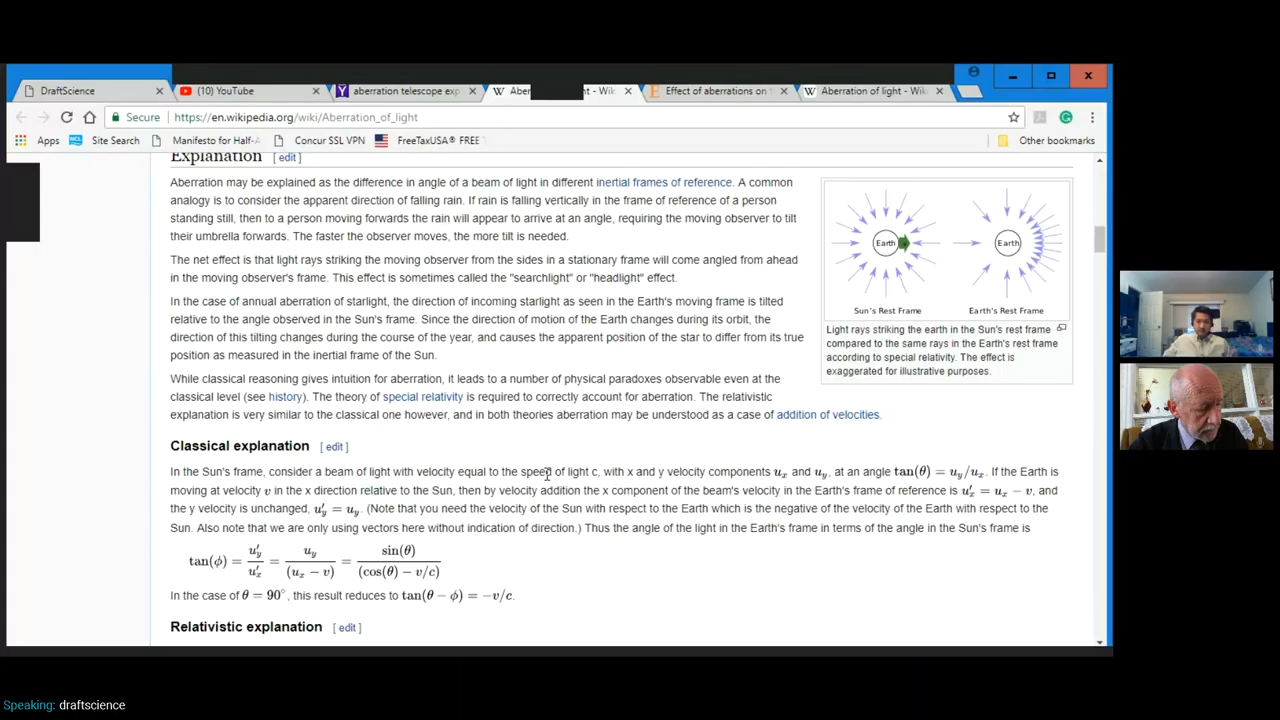 DraftScience
(10) YouTube
aberration telescope exp
Aber
t - Wik
Effect of aberrations on
Aberration of light - Wik
Secure
https://en.wikipedia.org/wiki/Aberration_of_light
Apps
Site Search
Manifesto for Half-A
Concur SSL VPN
FreeTaxUSA® FREE
Other bookmarks
Explanation [ edit ]
Aberration may be explained as the difference in angle of a beam of light in different inertial frames of reference. A common
analogy is to consider the apparent direction of falling rain. If rain is falling vertically in the frame of reference of a person
standing still, then to a person moving forwards the rain will appear to arrive at an angle, requiring the moving observer to tilt
their umbrella forwards. The faster the observer moves, the more tilt is needed.
The net effect is that light rays striking the moving observer from the sides in a stationary frame will come angled from ahead
in the moving observer's frame. This effect is sometimes called the "searchlight" or "headlight" effect.
In the case of annual aberration of starlight, the direction of incoming starlight as seen in the Earth's moving frame is tilted
relative to the angle observed in the Sun's frame. Since the direction of motion of the Earth changes during its orbit, the
direction of this tilting changes during the course of the year, and causes the apparent position of the star to differ from its true
position as measured in the inertial frame of the Sun.
While classical reasoning gives intuition for aberration, it leads to a number of physical paradoxes observable even at the
classical level (see history). The theory of special relativity is required to correctly account for aberration. The relativistic
explanation is very similar to the classical one however, and in both theories aberration may be understood as a case of addition of velocities.
Earth
Earth
Sun's Rest Frame
Earth's Rest Frame
Light rays striking the earth in the Sun's rest frame
compared to the same rays in the Earth's rest frame
according to special relativity. The effect is
exaggerated for illustrative purposes.
Classical explanation [ edit ]
In the Sun's frame, consider a beam of light with velocity equal to the speed of light c, with x and y velocity components u_x and u_y, at an angle tan(θ) = u_y/u_x. If the Earth is
moving at velocity v in the x direction relative to the Sun, then by velocity addition the x component of the beam's velocity in the Earth's frame of reference is u'_x = u_x − v, and
the y velocity is unchanged, u'_y = u_y. (Note that you need the velocity of the Sun with respect to the Earth which is the negative of the velocity of the Earth with respect to the
Sun. Also note that we are only using vectors here without indication of direction.) Thus the angle of the light in the Earth's frame in terms of the angle in the Sun's frame is
tan(ϕ) = u'_y / u'_x = u_y / (u_x − v) = sin(θ) / (cos(θ) − v/c)
In the case of θ = 90°, this result reduces to tan(θ − ϕ) = −v/c.
Relativistic explanation [ edit ]
Speaking: draftscience